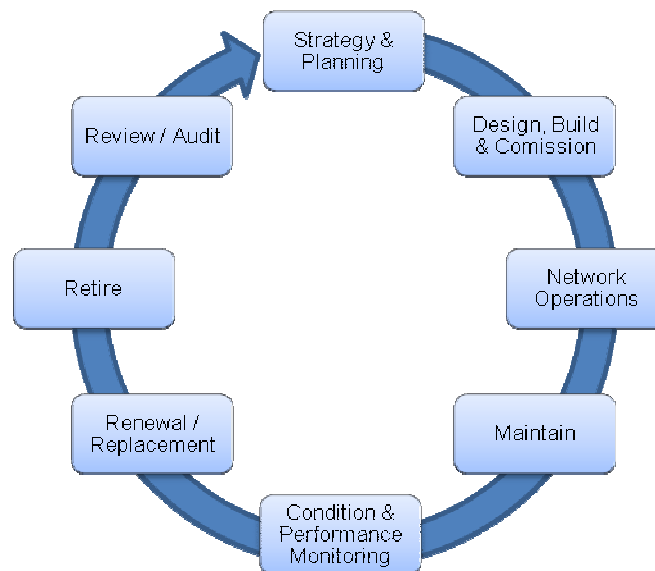 Strategy &
Planning
Design, Build
& Comission
Network
Operations
Maintain
Condition &
Performance
Monitoring
Renewal /
Replacement
Retire
Review / Audit